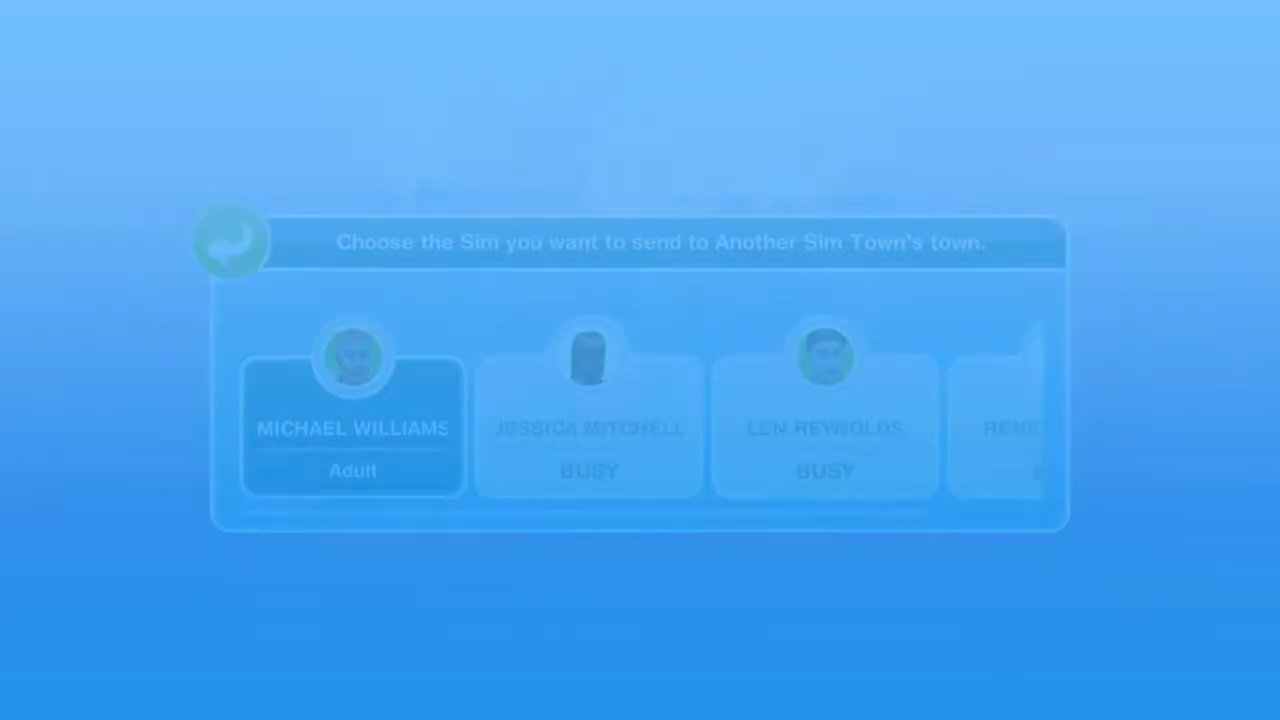 Choose the Sim you want to send to Another Sim Town's town.
MICHAEL WILLIAMS
Adult
JESSICA MITCHELL
BUSY
LEN REYNOLDS
BUSY